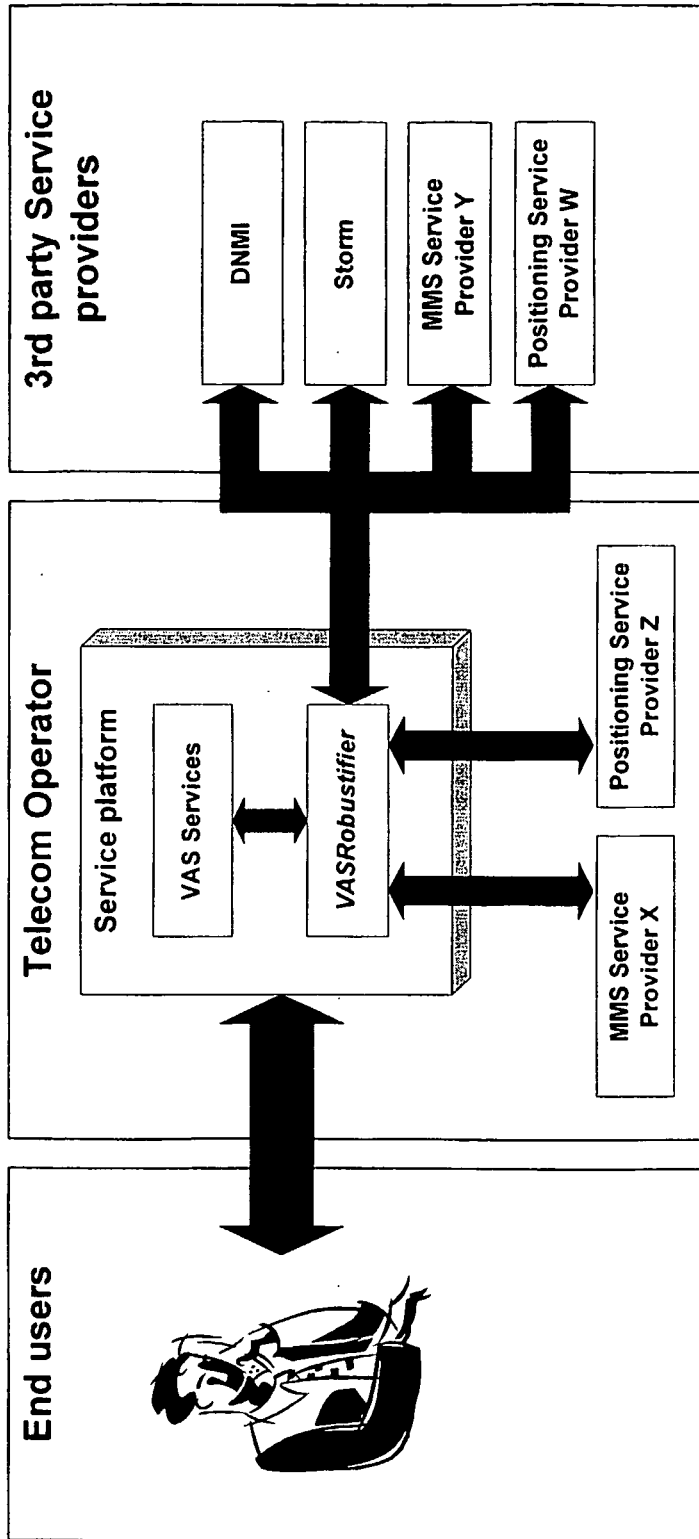 End users
Telecom Operator
Service platform
VAS Services
VASRobustifier
MMS Service
Provider X
Positioning Service
Provider Z
3rd party Service
providers
DNMI
Storm
MMS Service
Provider Y
Positioning Service
Provider W